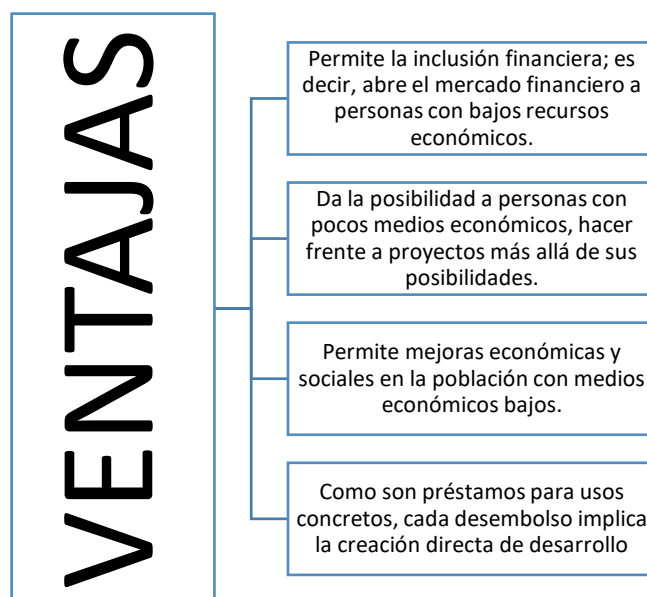 VENTAJAS
Permite la inclusión financiera; es
decir, abre el mercado financiero a
personas con bajos recursos
económicos.
Da la posibilidad a personas con
pocos medios económicos, hacer
frente a proyectos más allá de sus
posibilidades.
Permite mejoras económicas y
sociales en la población con medios
económicos bajos.
Como son préstamos para usos
concretos, cada desembolso implica
la creación directa de desarrollo